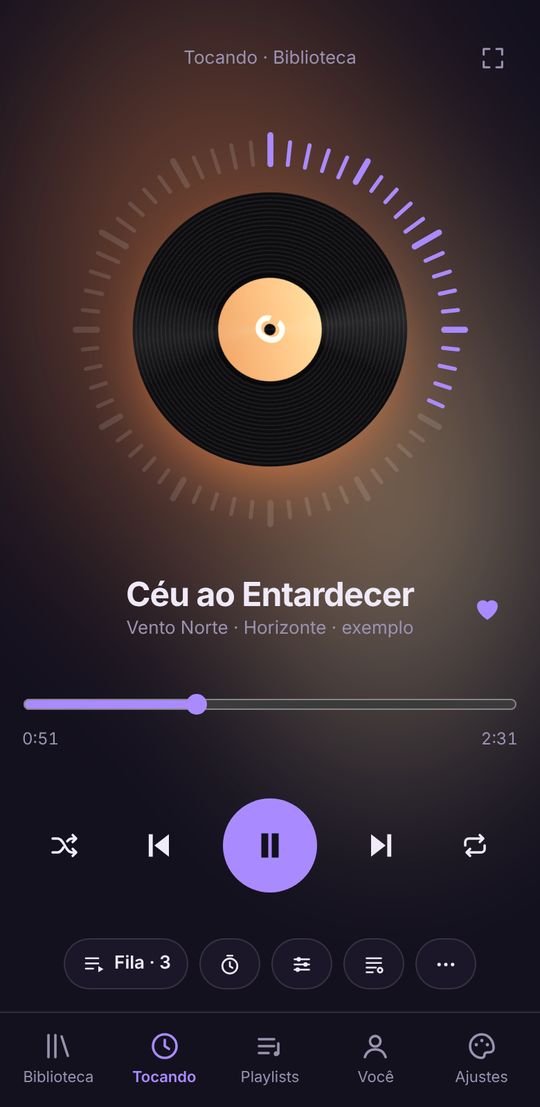 Tocando · Biblioteca
Céu ao Entardecer
Vento Norte · Horizonte · exemplo
0:51
2:31
Fila · 3
Biblioteca
Tocando
Playlists
Você
Ajustes